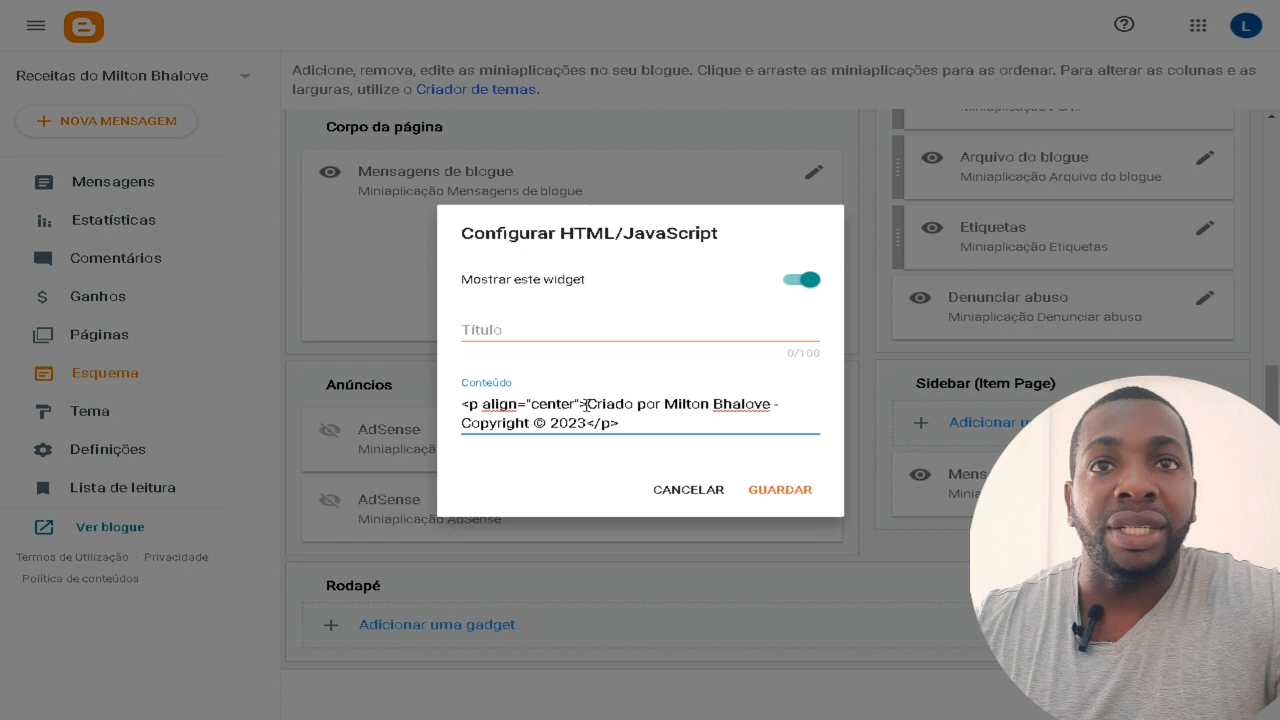 L
Receitas do Milton Bhalove
NOVA MENSAGEM
Mensagens
Estatísticas
Comentários
Ganhos
Páginas
Esquema
Tema
Definições
Lista de leitura
Ver blogue
Termos de Utilização · Privacidade ·
Política de conteúdos
Adicione, remova, edite as miniaplicações no seu blogue. Clique e arraste as miniaplicações para as ordenar. Para alterar as colunas e as
larguras, utilize o Criador de temas.
Corpo da página
Mensagens de blogue
Miniaplicação Mensagens de blogue
Configurar HTML/JavaScript
Mostrar este widget
Título
0/100
Conteúdo
<p align="center">Criado por Milton Bhalove -
Copyright © 2023</p>
CANCELAR GUARDAR
Anúncios
AdSense
Miniaplicação
AdSense
Miniaplicação AdSense
Rodapé
Adicionar uma gadget
Arquivo do blogue
Miniaplicação Arquivo do blogue
Etiquetas
Miniaplicação Etiquetas
Denunciar abuso
Miniaplicação Denunciar abuso
Sidebar (Item Page)
Adicionar u
Mens
Minia